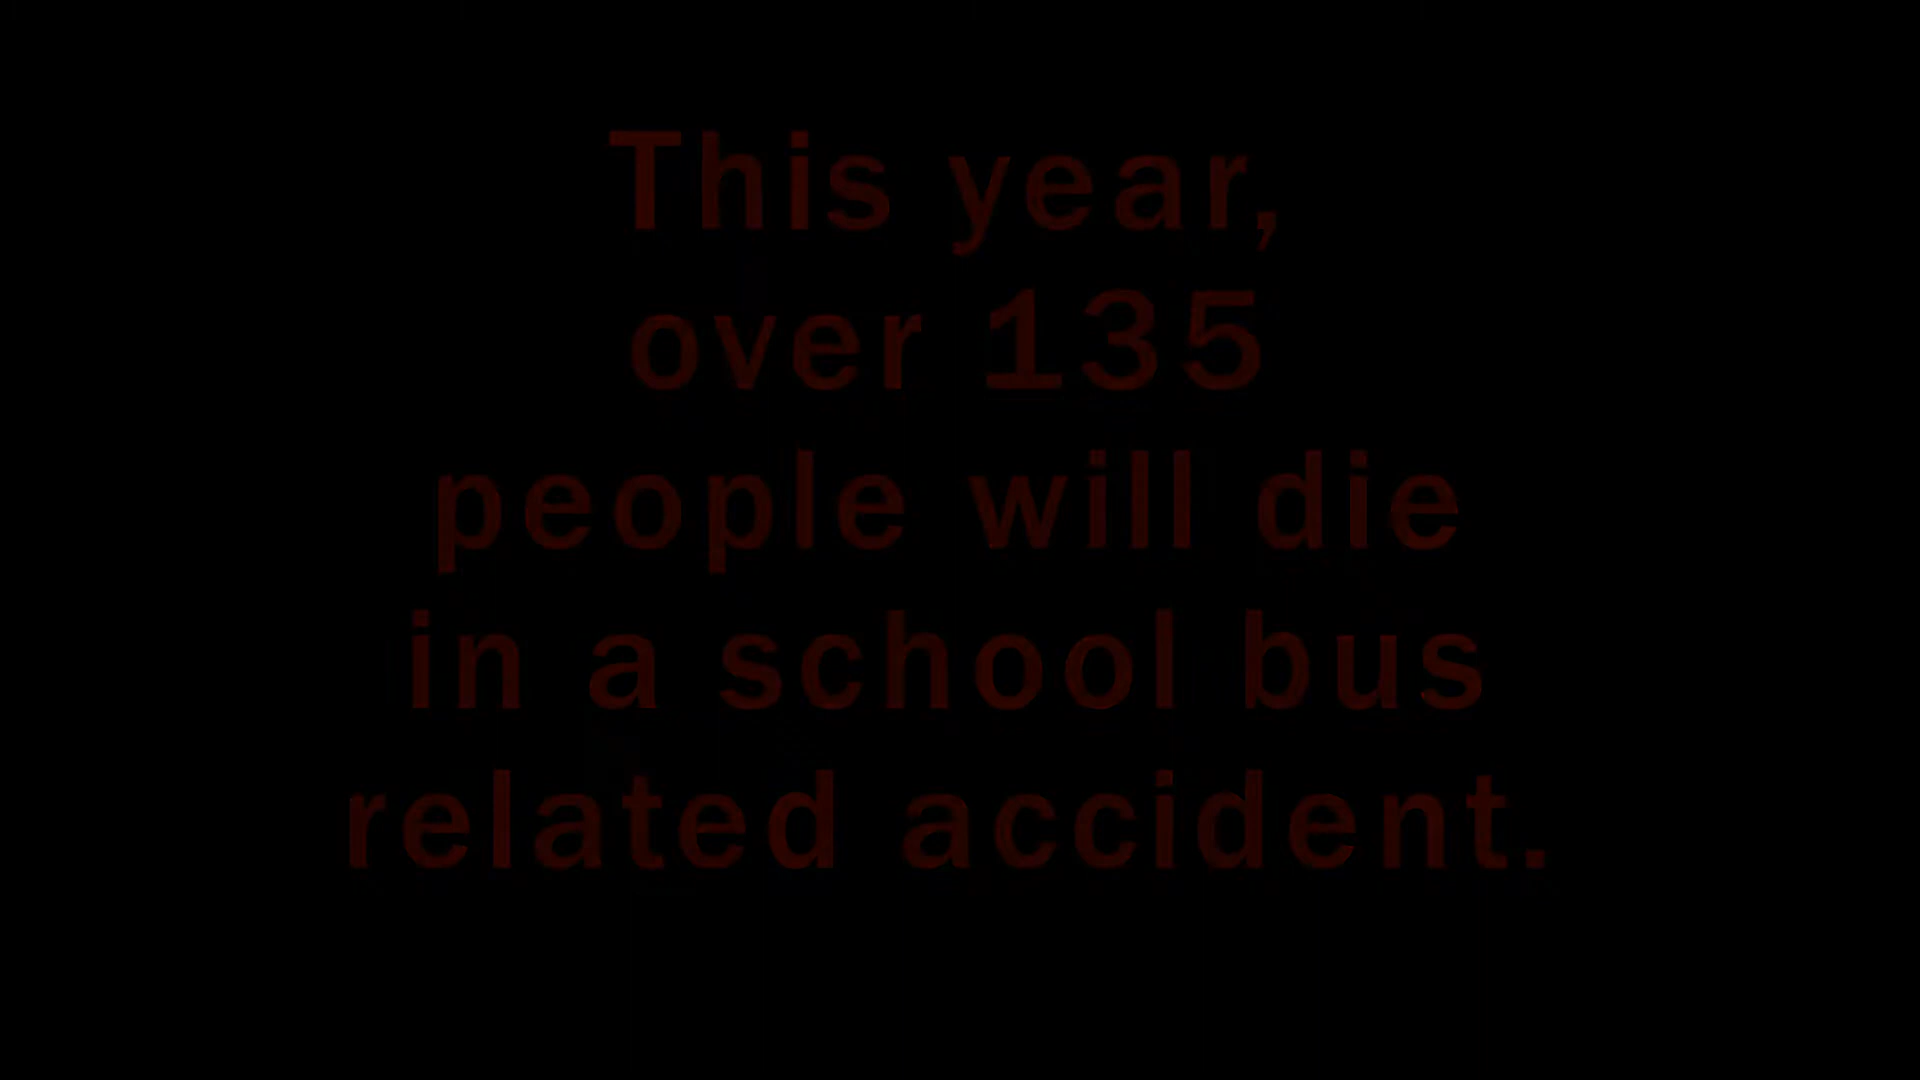 This year,
over 135
people will die
in a school bus
related accident.